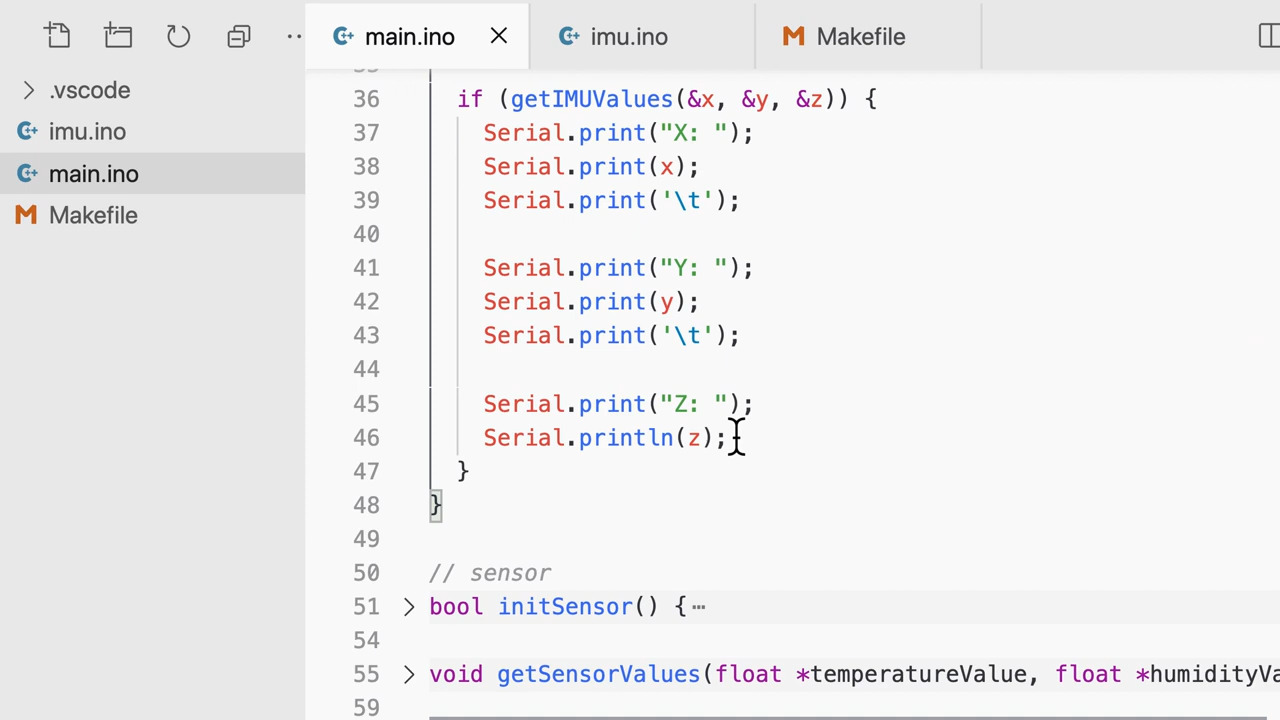 main.ino
imu.ino
Makefile
.vscode
imu.ino
main.ino
Makefile
36 if (getIMUValues(&x, &y, &z)) {
37 Serial.print("X: ");
38 Serial.print(x);
39 Serial.print('\t');
40
41 Serial.print("Y: ");
42 Serial.print(y);
43 Serial.print('\t');
44
45 Serial.print("Z: ");
46 Serial.println(z);
47 }
48 }
49
50 // sensor
51 bool initSensor() {⋯
54
55 void getSensorValues(float *temperatureValue, float *humidityVa
59